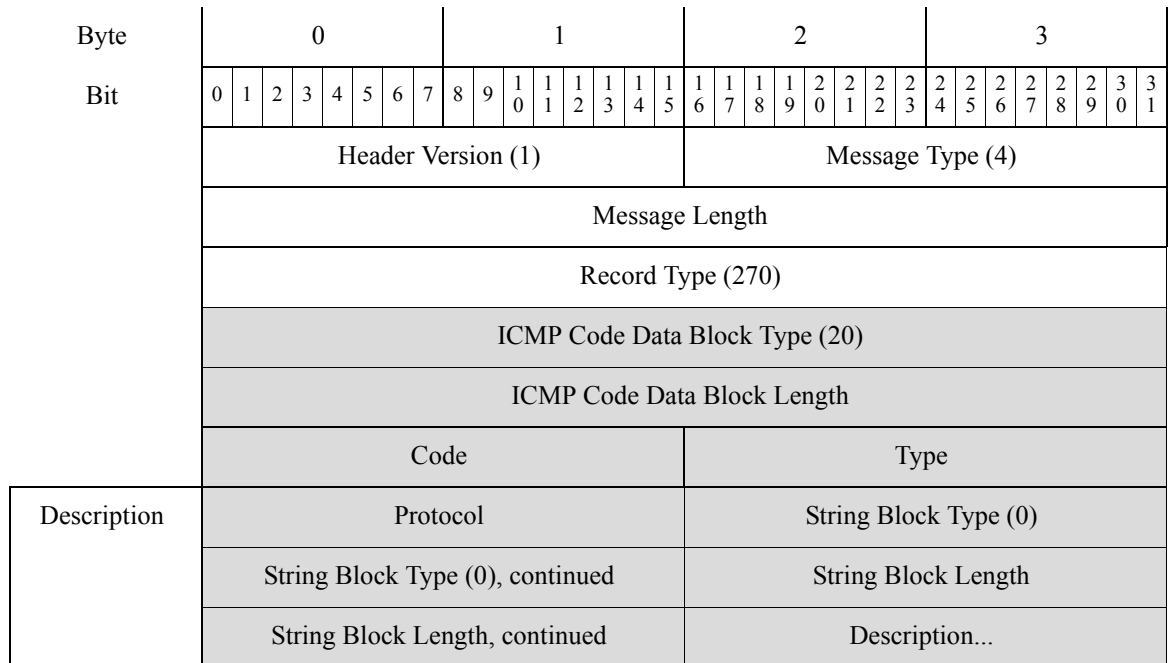 Byte 0 1 2 3
Bit 0 1 2 3 4 5 6 7 8 9 10 11 12 13 14 15 16 17 18 19 20 21 22 23 24 25 26 27 28 29 30 31
Header Version (1) Message Type (4)
Message Length
Record Type (270)
ICMP Code Data Block Type (20)
ICMP Code Data Block Length
Code Type
Description Protocol String Block Type (0)
String Block Type (0), continued String Block Length
String Block Length, continued Description...